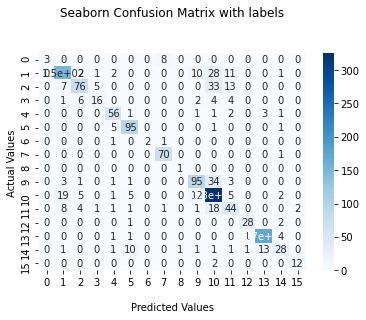 Seaborn Confusion Matrix with labels
0 3 0 0 0 0 0 0 8 0 0 0 0 0 0 0 0
1 2 1 2 0 0 0 0 10 28 11 0 0 1 0
2 0 7 76 5 0 0 0 0 0 0 33 13 0 0 0 0
3 0 1 6 16 0 0 0 0 0 2 4 4 0 0 0 0
4 0 0 0 0 56 1 0 0 0 1 1 2 0 3 1 0
5 0 0 0 0 5 95 0 0 0 0 0 0 0 0 1 0
6 0 0 0 0 1 0 2 1 0 0 0 0 0 0 0 0
7 0 0 0 0 0 0 0 70 0 0 0 0 0 0 1 0
8 0 0 0 0 0 0 0 0 1 0 0 0 0 0 0 0
9 0 3 1 0 1 1 0 0 0 95 34 3 0 0 1 0
10 0 19 5 0 1 5 0 0 0 5 0 0 2 0
11 0 8 4 1 1 1 0 1 0 1 18 44 0 0 2 0
12 0 0 0 0 0 1 0 0 0 0 0 0 28 0 2 0
13 0 0 0 0 1 0 0 0 0 0 0 0 4 0
14 0 1 0 0 1 10 0 0 1 1 1 1 1 13 28 0
15 0 0 0 0 0 0 0 0 0 0 2 0 0 0 0 12
0 1 2 3 4 5 6 7 8 9 10 11 12 13 14 15
Actual Values
Predicted Values
300
250
200
150
100
50
0